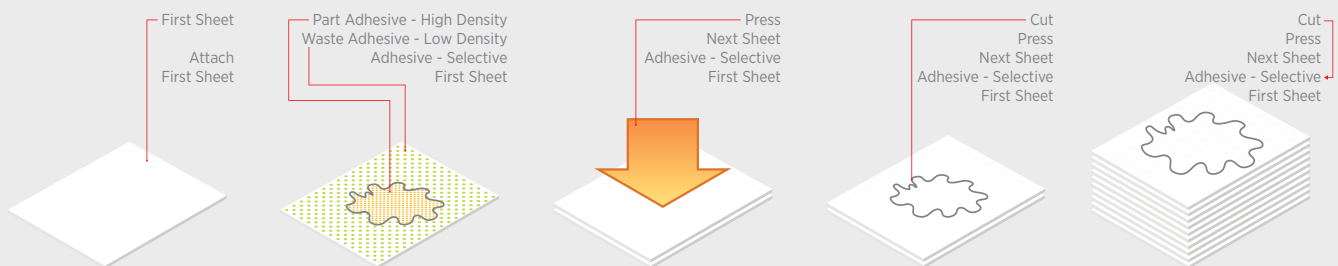 First Sheet
Attach
First Sheet
Part Adhesive - High Density
Waste Adhesive - Low Density
Adhesive - Selective
First Sheet
Press
Next Sheet
Adhesive - Selective
First Sheet
Cut
Press
Next Sheet
Adhesive - Selective
First Sheet
Cut
Press
Next Sheet
Adhesive - Selective
First Sheet